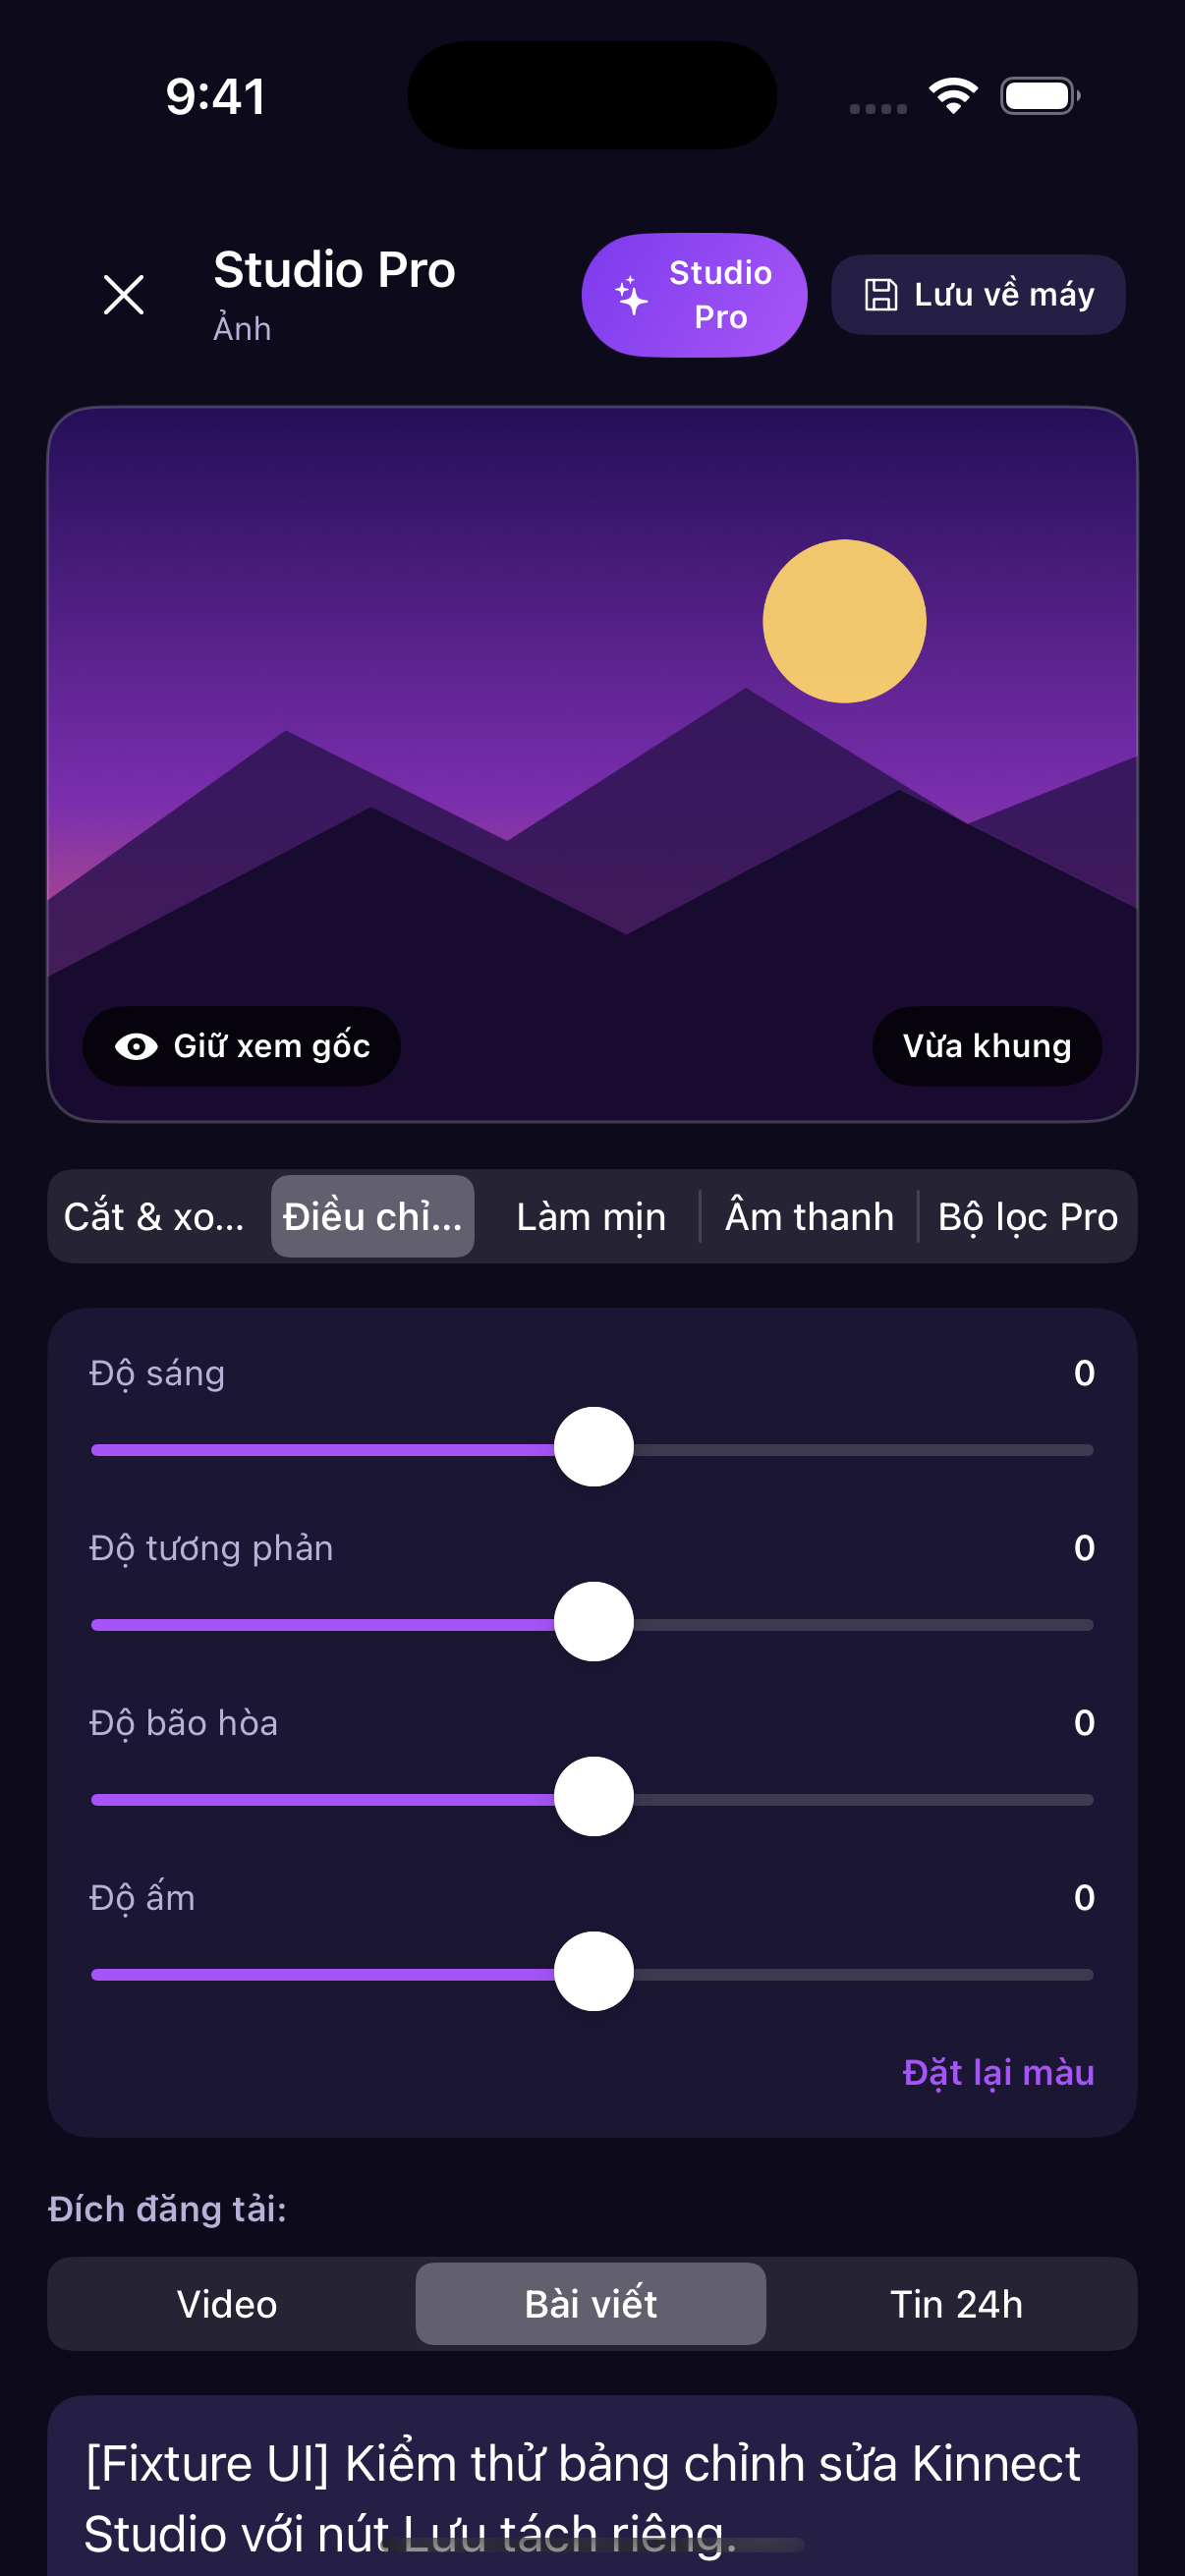 9:41
Studio Pro
Ảnh
Studio
Pro
Lưu về máy
Giữ xem gốc
Vừa khung
Cắt & xo...
Điều chỉ...
Làm mịn
Âm thanh
Bộ lọc Pro
Độ sáng
0
Độ tương phản
0
Độ bão hòa
0
Độ ấm
0
Đặt lại màu
Đích đăng tải:
Video
Bài viết
Tin 24h
[Fixture UI] Kiểm thử bảng chỉnh sửa Kinnect
Studio với nút Lưu tách riêng.